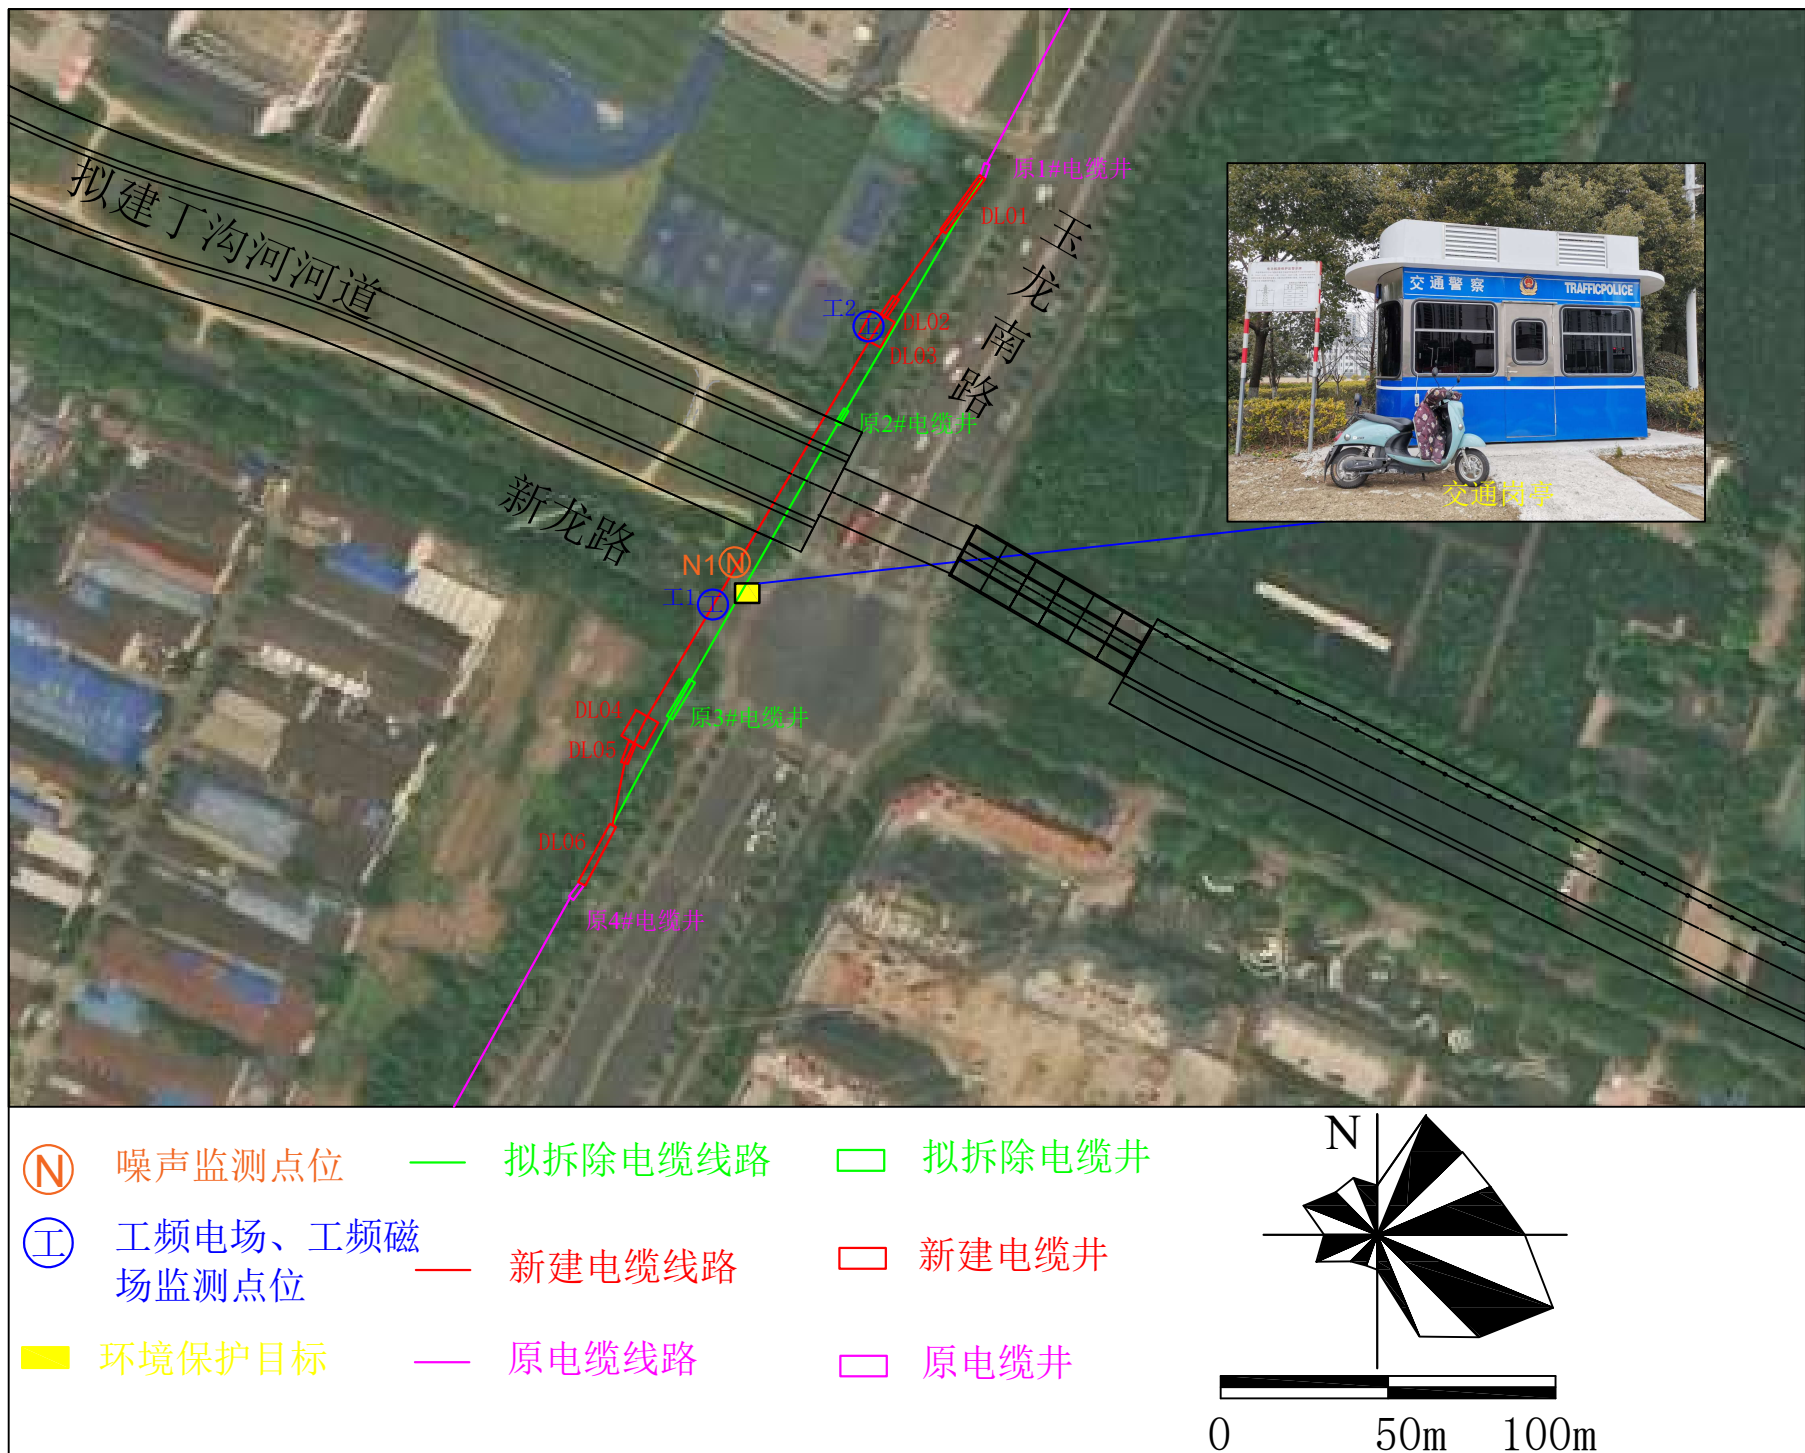 原1#电缆井
DL01
玉龙南路
拟建丁沟河河道
工2
工
DL02
DL03
原2#电缆井
交通警察
TRAFFICPOLICE
交通岗亭
新龙路
N1
N
工1
工
DL04
原3#电缆井
DL05
DL06
原4#电缆井
N
噪声监测点位
拟拆除电缆线路
拟拆除电缆井
工
工频电场、工频磁
场监测点位
新建电缆线路
新建电缆井
环境保护目标
原电缆线路
原电缆井
N
0
50m
100m